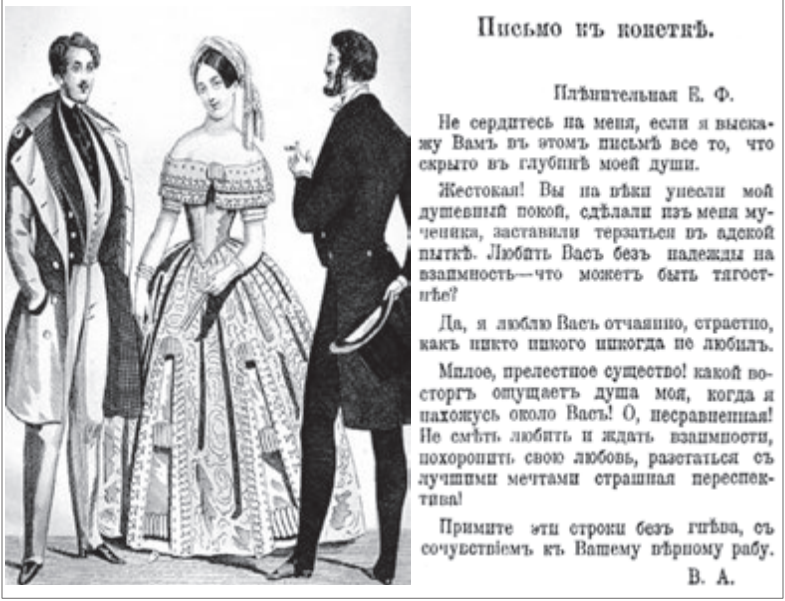 Письмо къ кокеткѣ.
Плѣнительная Е. Ф.
Не сердитесь на меня, если я выска-
жу Вамъ въ этомъ письмѣ все то, что
скрыто въ глубинѣ моей души.
Жестокая! Вы на вѣки унесли мой
душевный покой, сдѣлали изъ меня му-
ченика, заставили терзаться въ адской
пыткѣ. Любить Васъ безъ надежды на
взаимность—что можетъ быть тягост-
нѣе?
Да, я люблю Васъ отчаянно, страстно,
какъ никто никого никогда не любилъ.
Милое, прелестное существо! какой во-
сторгъ ощущаетъ душа моя, когда я
нахожусь около Васъ! О, несравненная!
Не смѣть любить и ждать взаимности,
похоронить свою любовь, разстаться съ
лучшими мечтами страшная перспек-
тива!
Примите эти строки безъ гнѣва, съ
сочувствіемъ къ Вашему вѣрному рабу.
В. А.